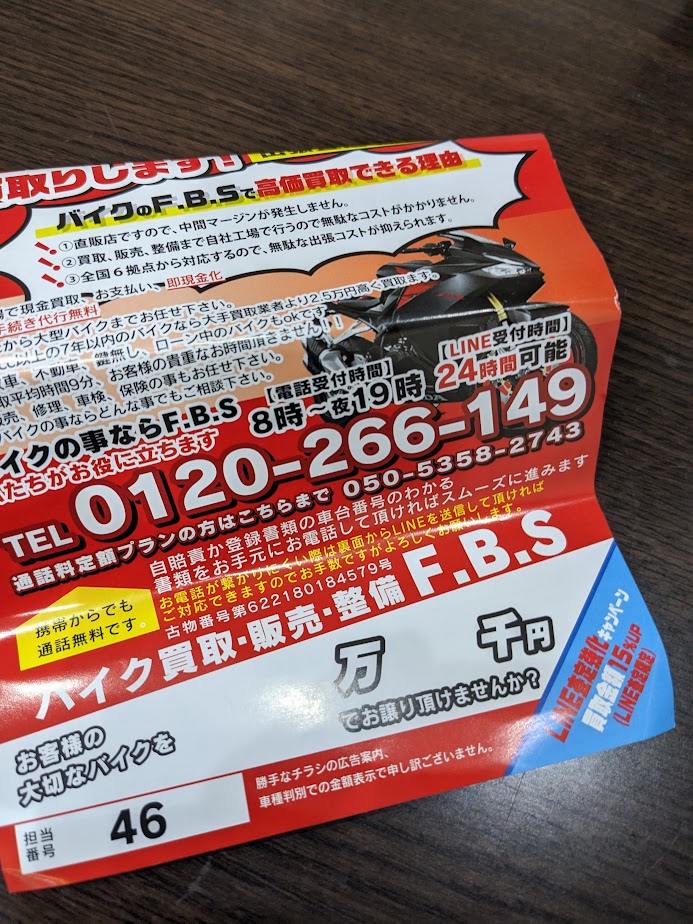 取りします!
バイクのF.B.Sで高価買取できる理由
①直販店ですので、中間マージンが発生しません。
②買取、販売、整備まで自社工場で行うので無駄なコストがかかりません。
③全国6拠点から対応するので、無駄な出張コストが抑えられます。
で現金買取、お支払い、即現金化
手続き代行無料
から大型バイクまでお任せ下さい。
cc以上の7年以内のバイクなら大手買取業者より2.5万円高く買取ます。
車、不動車、鍵無し、ローン中のバイクもokです
取平均時間9分、お客様の貴重なお時間頂きません!!
販売、修理、車検、保険の事もお任せ下さい。
バイクの事ならどんな事でもご相談下さい。
イクの事ならF.B.S
たちがお役に立ちます
【電話受付時間】
8時〜夜19時
【LINE受付時間】
24時間可能
TEL 0120-266-149
通話料定額プランの方はこちらまで 050-5358-2743
自賠責か登録書類の車台番号のわかる
書類をお手元にお電話して頂ければスムーズに進みます
お電話が繋がりにくい際は裏面からLINEを送信して頂ければ
ご対応できますのでお手数ですがよろしくお願いします。
古物番号第622180184579号
携帯からでも
通話無料です。
バイク買取・販売・整備 F.B.S
お客様の
大切なバイクを
万 千円
でお譲り頂けませんか?
LINE査定強化キャンペーン
買取金額1.5%UP
(LINE査定限定)
担当
番号
46
勝手なチラシの広告案内、
車種判別での金額表示で申し訳ございません。